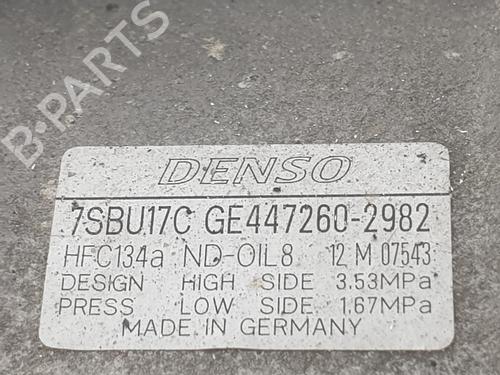 B-PARTS
DENSO
7SBU17C GE447260-2982
HFC134a ND-OIL8 12 M 07543
DESIGN HIGH SIDE 3.53MPa
PRESS LOW SIDE 1.67MPa
MADE IN GERMANY